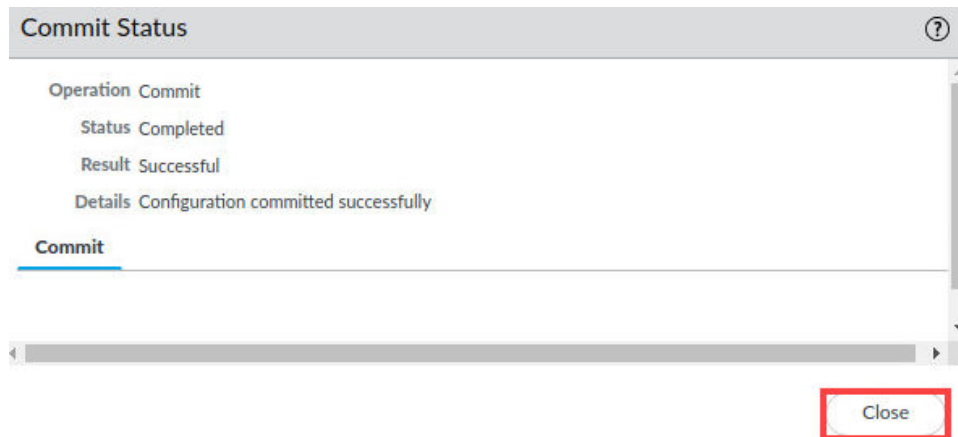 Commit Status
Operation Commit
Status Completed
Result Successful
Details Configuration committed successfully
Commit
Close